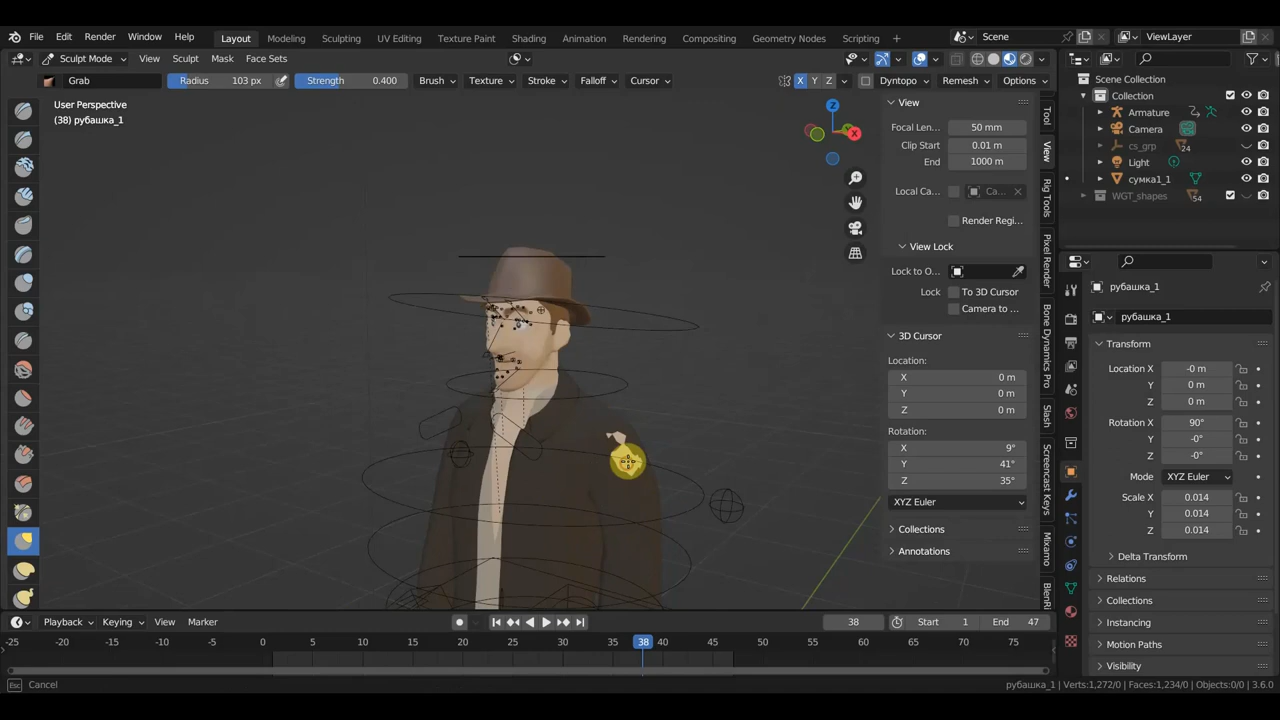 File Edit Render Window Help Layout Modeling Sculpting UV Editing Texture Paint Shading Animation Rendering Compositing Geometry Nodes Scripting + Scene ViewLayer
Sculpt Mode View Sculpt Mask Face Sets
Grab Radius 103 px Strength 0.400 Brush Texture Stroke Falloff Cursor X Y Z Dyntopo Remesh Options
User Perspective
(38) рубашка_1
Z
X
View
Focal Len... 50 mm
Clip Start 0.01 m
End 1000 m
Local Ca... Ca...
Render Regi...
View Lock
Lock to O...
Lock To 3D Cursor
Camera to ...
3D Cursor
Location:
X 0 m
Y 0 m
Z 0 m
Rotation:
X 9°
Y 41°
Z 35°
XYZ Euler
Collections
Annotations
Tool
View
Rig Tools
Pixel Render
Bone Dynamics Pro
Slash
Screencast Keys
Mixamo
BlenRi
Scene Collection
Collection
Armature
Camera
cs_grp 24
Light
сумка1_1
WGT_shapes 54
рубашка_1
рубашка_1
Transform
Location X -0 m
Y 0 m
Z 0 m
Rotation X 90°
Y -0°
Z -0°
Mode XYZ Euler
Scale X 0.014
Y 0.014
Z 0.014
Delta Transform
Relations
Collections
Instancing
Motion Paths
Visibility
Playback Keying View Marker 38 Start 1 End 47
-25 -20 -15 -10 -5 0 5 10 15 20 25 30 35 38 40 45 50 55 60 65 70 75
Esc Cancel
рубашка_1 | Verts:1,272/0 | Faces:1,234/0 | Objects:0/0 | 3.6.0